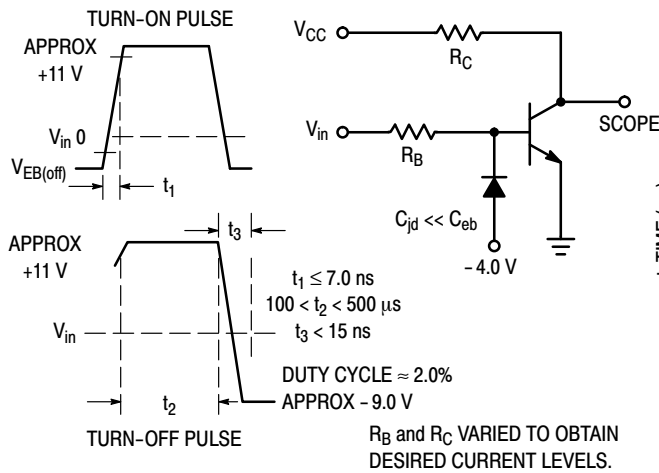 TURN-ON PULSE
APPROX
+11 V
V_in 0
V_EB(off)
t_1
APPROX
+11 V
V_in
t_3
t_1 ≤ 7.0 ns
100 < t_2 < 500 μs
t_3 < 15 ns
DUTY CYCLE ≈ 2.0%
APPROX - 9.0 V
t_2
TURN-OFF PULSE
V_CC
R_C
SCOPE
V_in
R_B
C_jd << C_eb
- 4.0 V
R_B and R_C VARIED TO OBTAIN
DESIRED CURRENT LEVELS.